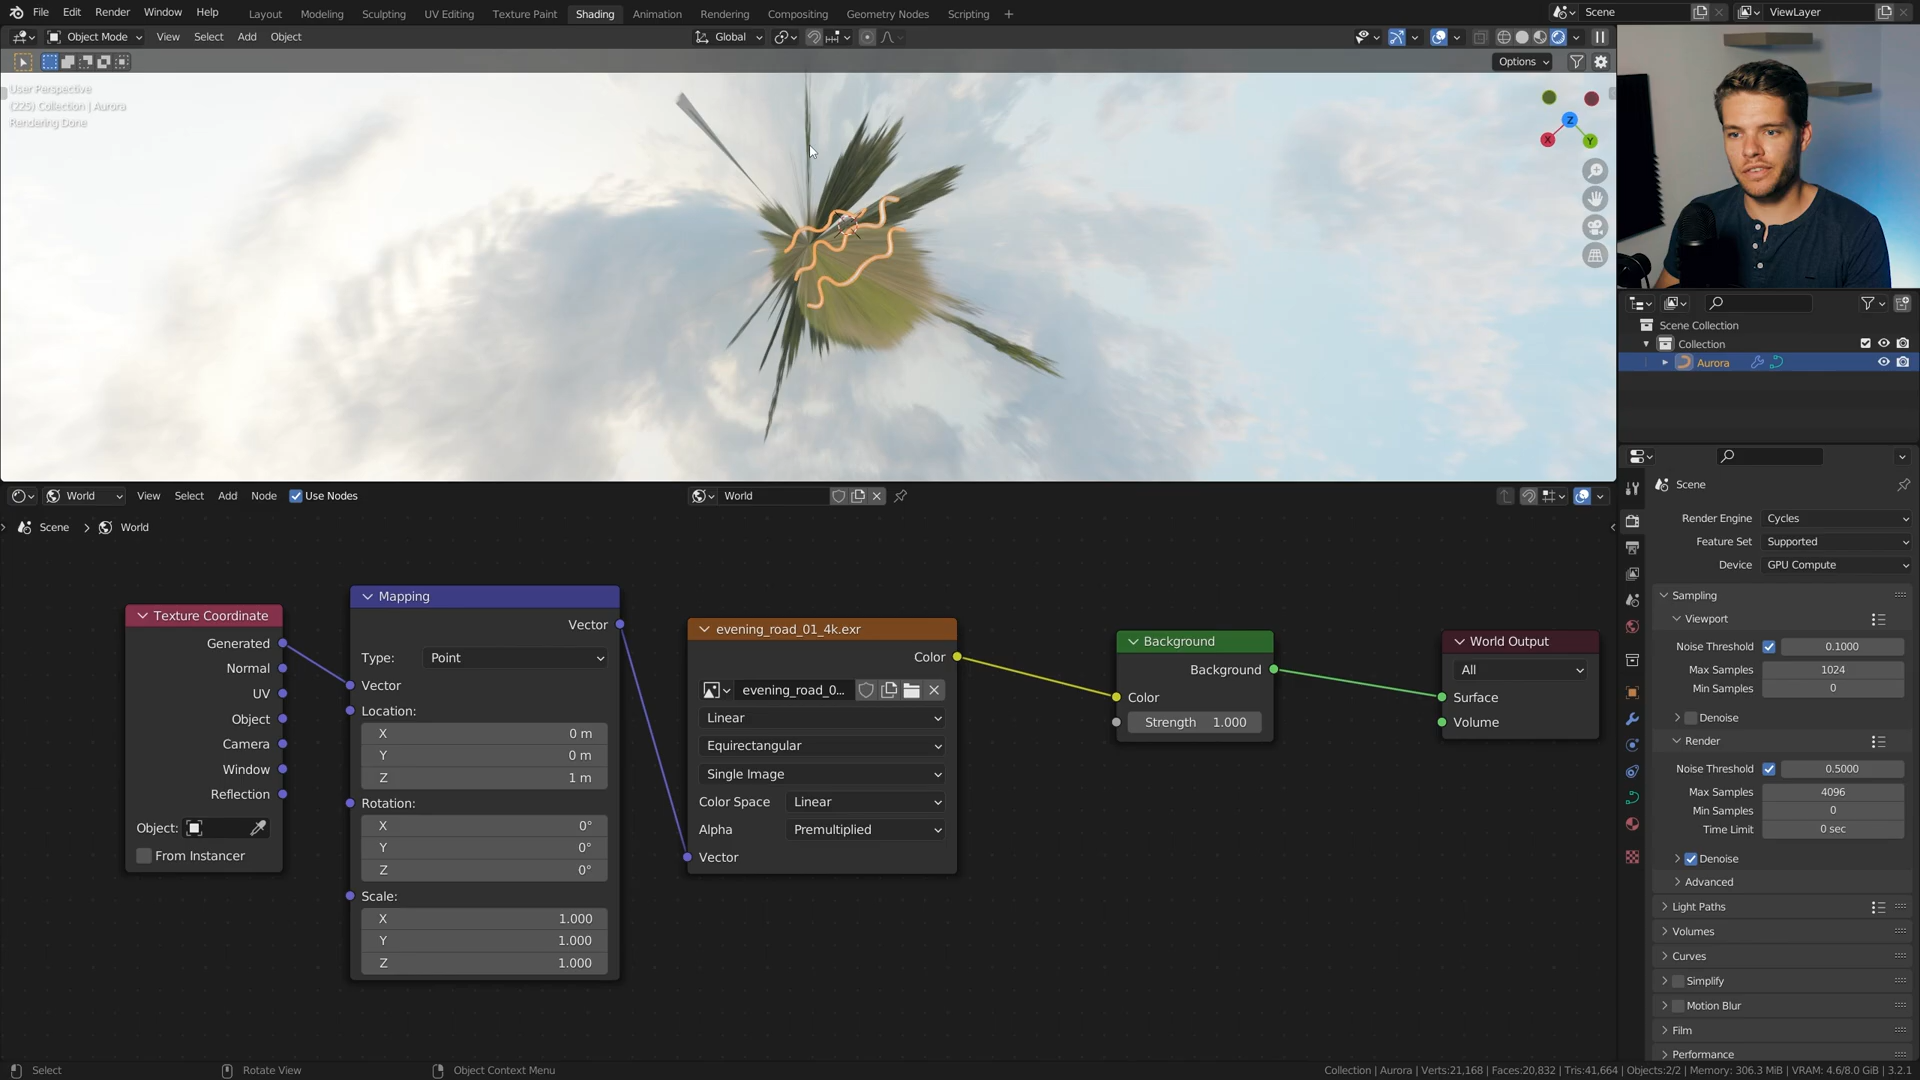 File Edit Render Window Help Layout Modeling Sculpting UV Editing Texture Paint Shading Animation Rendering Compositing Geometry Nodes Scripting + Scene ViewLayer
Object Mode View Select Add Object Global
Options
User Perspective
(225) Collection | Aurora
Rendering Done
Z
X Y
Scene Collection
Collection
Aurora
World View Select Add Node Use Nodes World
Scene > World
Texture Coordinate
Generated
Normal
UV
Object
Camera
Window
Reflection
Object:
From Instancer
Mapping
Vector
Type: Point
Vector
Location:
X 0 m
Y 0 m
Z 1 m
Rotation:
X 0°
Y 0°
Z 0°
Scale:
X 1.000
Y 1.000
Z 1.000
evening_road_01_4k.exr
Color
evening_road_0...
Linear
Equirectangular
Single Image
Color Space Linear
Alpha Premultiplied
Vector
Background
Background
Color
Strength 1.000
World Output
All
Surface
Volume
Scene
Render Engine Cycles
Feature Set Supported
Device GPU Compute
Sampling
Viewport
Noise Threshold 0.1000
Max Samples 1024
Min Samples 0
Denoise
Render
Noise Threshold 0.5000
Max Samples 4096
Min Samples 0
Time Limit 0 sec
Denoise
Advanced
Light Paths
Volumes
Curves
Simplify
Motion Blur
Film
Performance
Select Rotate View Object Context Menu Collection | Aurora | Verts:21,168 | Faces:20,832 | Tris:41,664 | Objects:2/2 | Memory: 306.3 MiB | VRAM: 4.6/8.0 GiB | 3.2.1